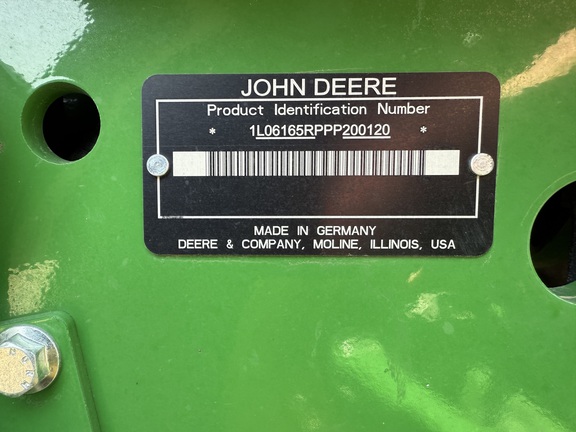 JOHN DEERE
Product Identification Number
* 1L06165RPPP200120 *
MADE IN GERMANY
DEERE & COMPANY, MOLINE, ILLINOIS, USA